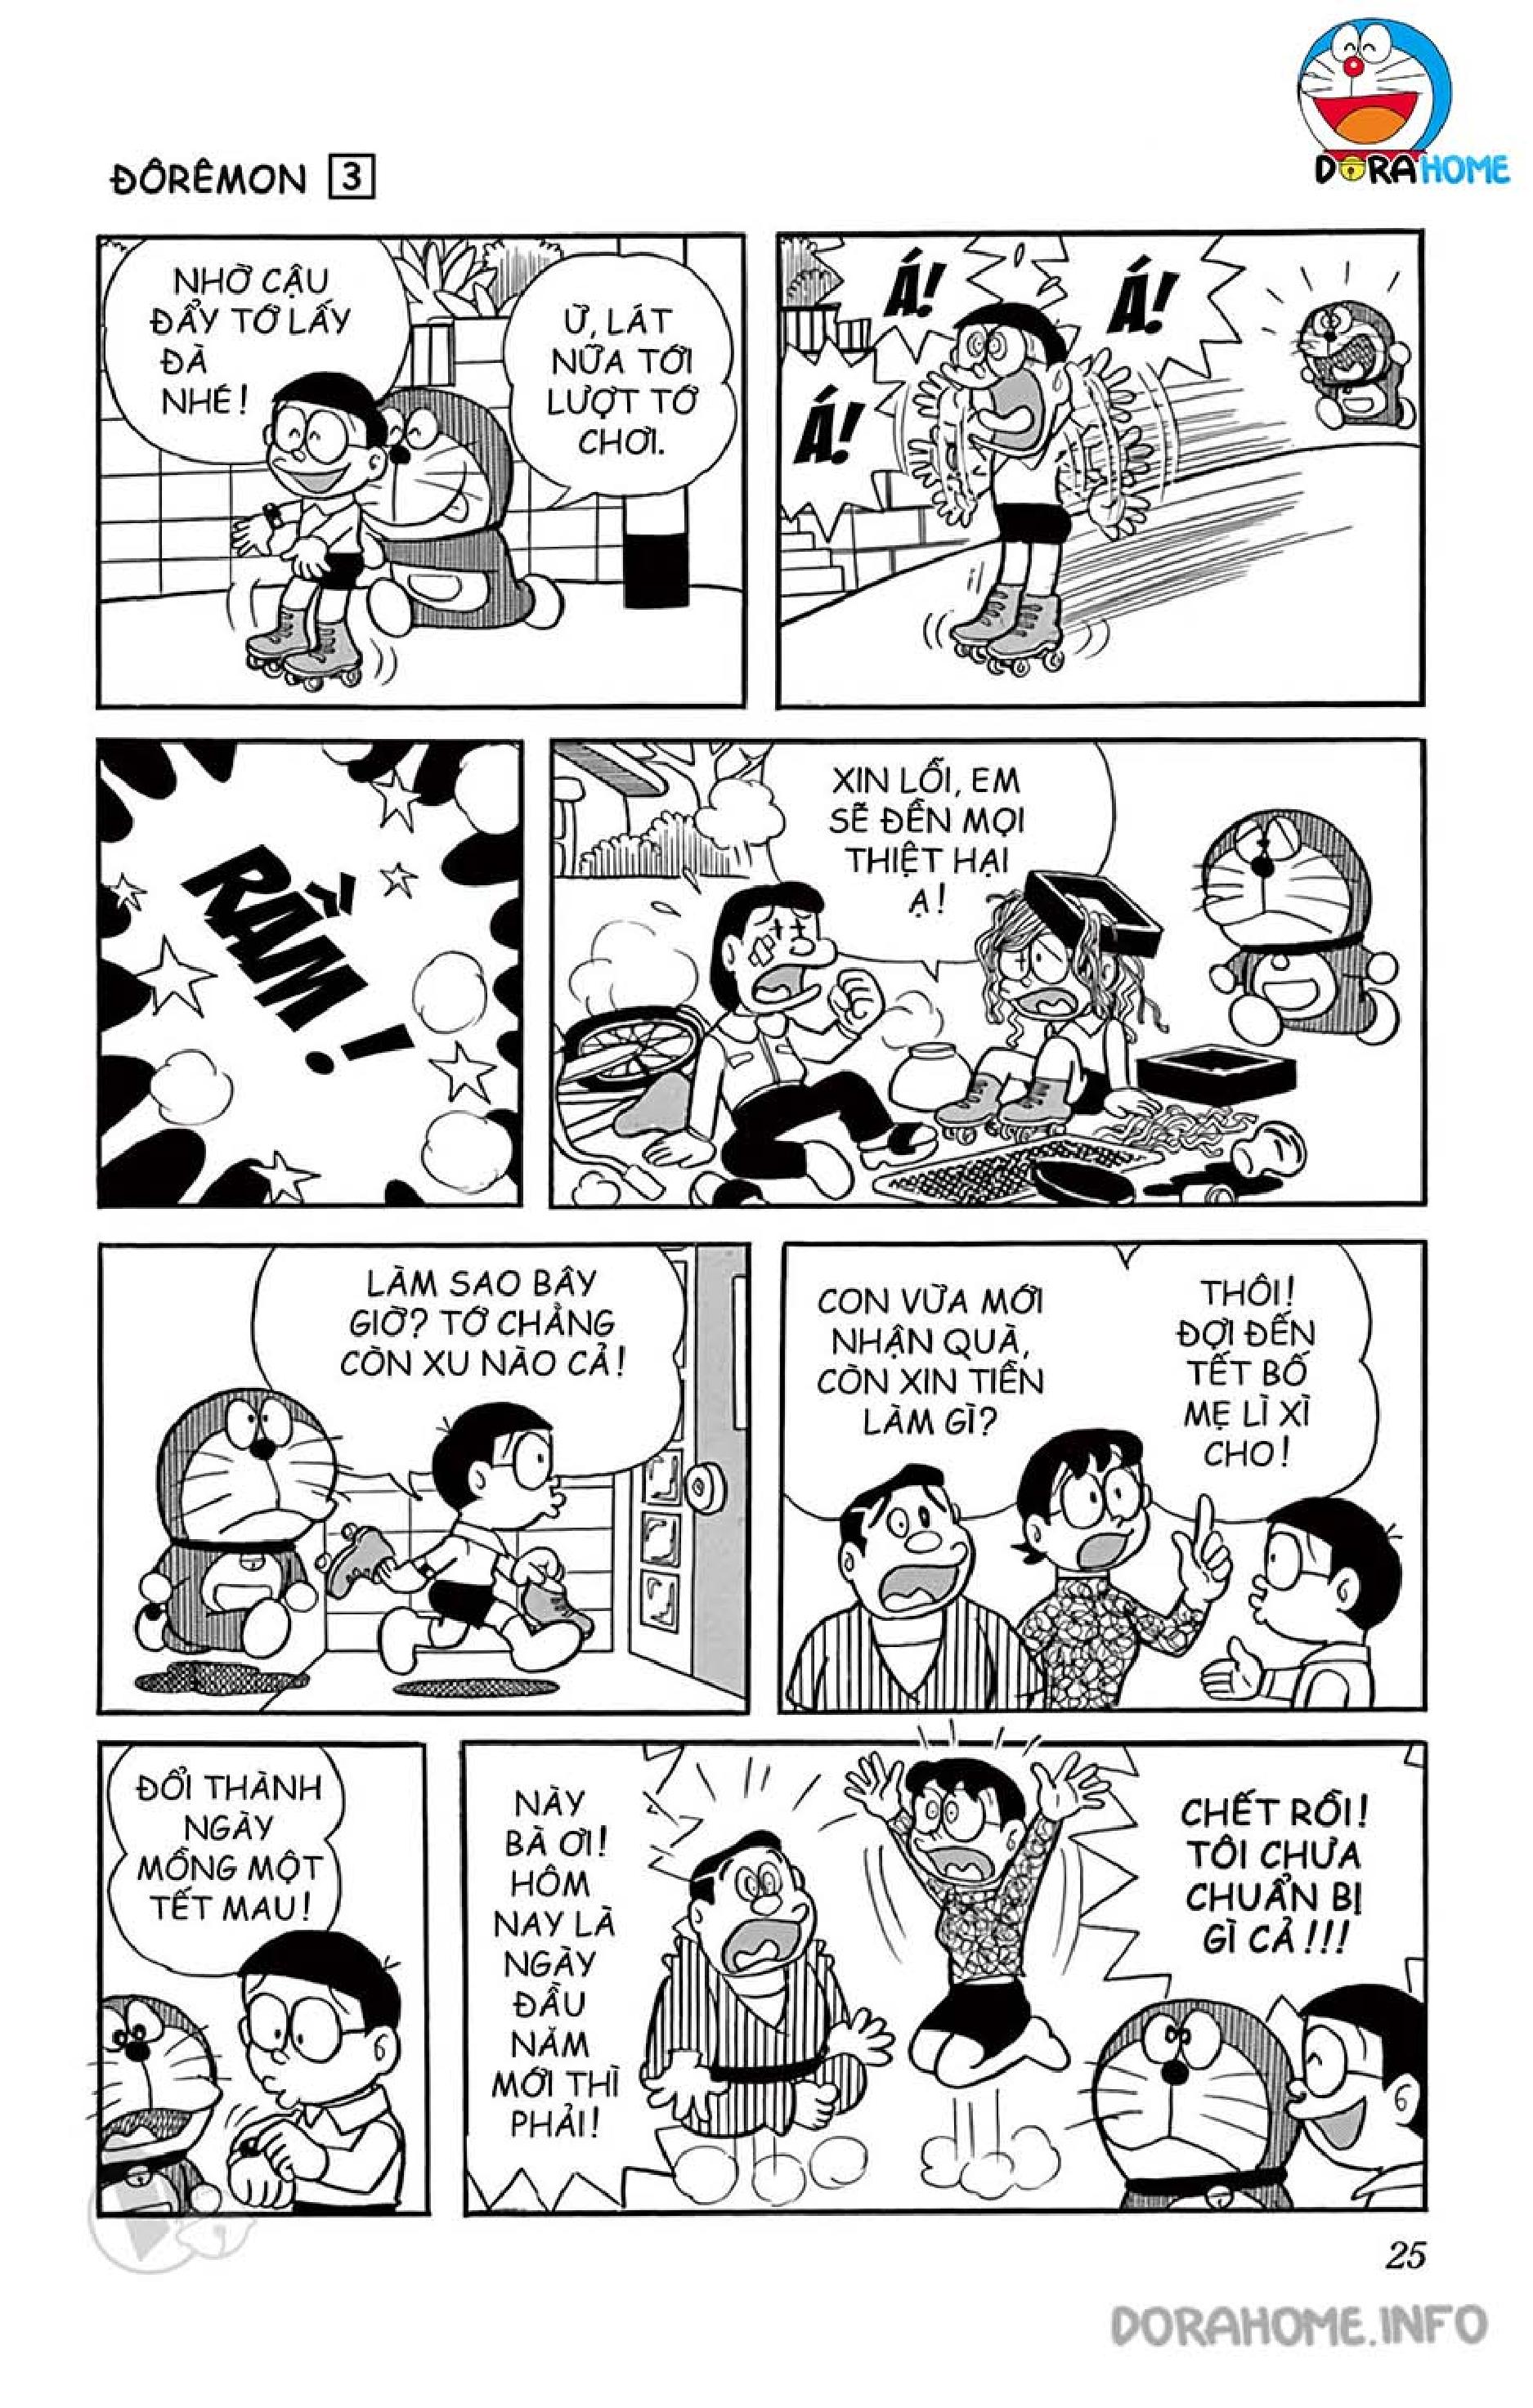 DORAHOME
ĐÔRÊMON 3
NHỜ CẬU
ĐẨY TỚ LẤY
ĐÀ
NHÉ!
Ừ, LÁT
NỮA TỚI
LƯỢT TỚ
CHƠI.
Á!
Á!
Á!
RẦM!
XIN LỖI, EM
SẼ ĐỀN MỌI
THIỆT HẠI
Ạ!
LÀM SAO BÂY
GIỜ? TỚ CHẲNG
CÒN XU NÀO CẢ!
CON VỪA MỚI
NHẬN QUÀ,
CÒN XIN TIỀN
LÀM GÌ?
THÔI!
ĐỢI ĐẾN
TẾT BỐ
MẸ LÌ XÌ
CHO!
ĐỔI THÀNH
NGÀY
MỒNG MỘT
TẾT MAU!
NÀY
BÀ ƠI!
HÔM
NAY LÀ
NGÀY
ĐẦU
NĂM
MỚI THÌ
PHẢI!
CHẾT RỒI!
TÔI CHƯA
CHUẨN BỊ
GÌ CẢ!!!
25
DORAHOME.INFO